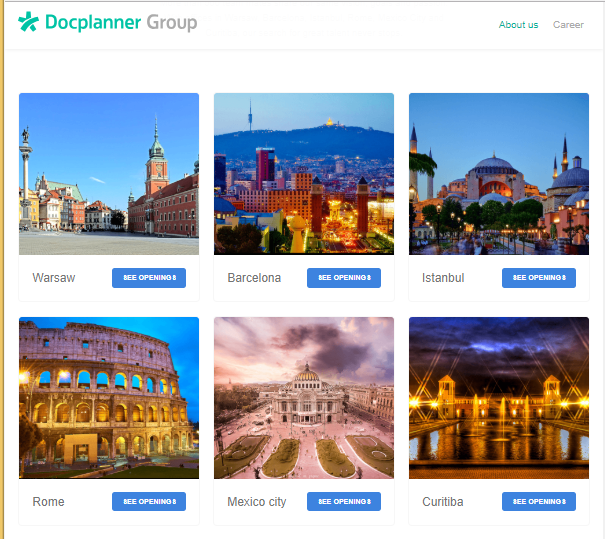 Docplanner Group
About us Career
Warsaw SEE OPENINGS
Barcelona SEE OPENINGS
Istanbul SEE OPENINGS
Rome SEE OPENINGS
Mexico city SEE OPENINGS
Curitiba SEE OPENINGS